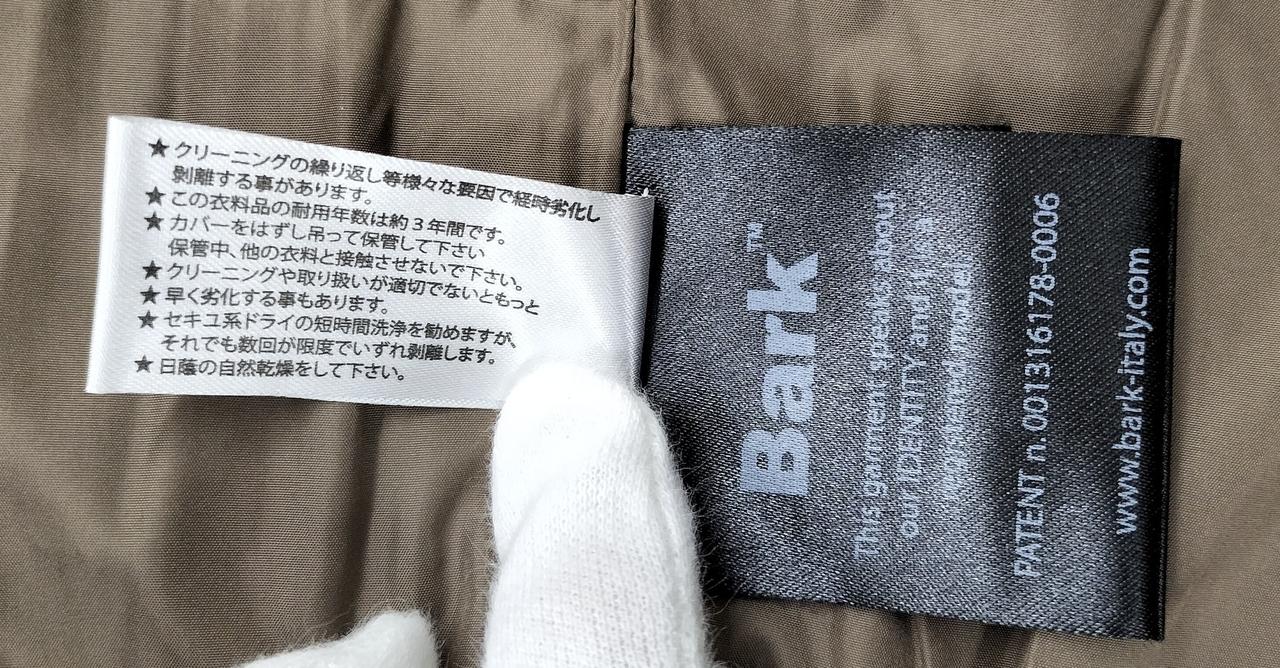 ★クリーニングの繰り返し等様々な要因で経時劣化し
剥離する事があります。
★この衣料品の耐用年数は約3年間です。
★カバーをはずし吊って保管して下さい
保管中、他の衣料と接触させないで下さい。
★クリーニングや取り扱いが適切でないともっと
★早く劣化する事もあります。
★セキユ系ドライの短時間洗浄を勧めますが、
それでも数回が限度でいずれ剥離します。
★日蔭の自然乾燥をして下さい。
Bark™
This garment speaks about
our IDENTITY and it is a
registered model
PATENT n. 001316178-0006
www.bark-italy.com